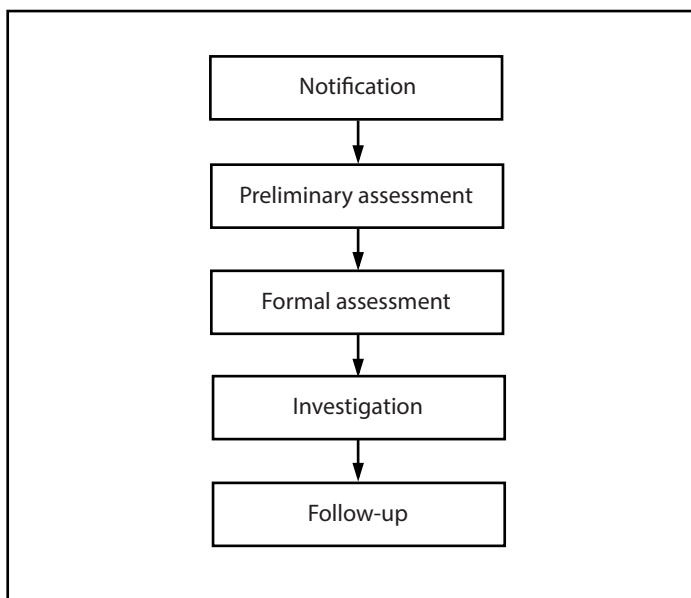 Notification
Preliminary assessment
Formal assessment
Investigation
Follow-up